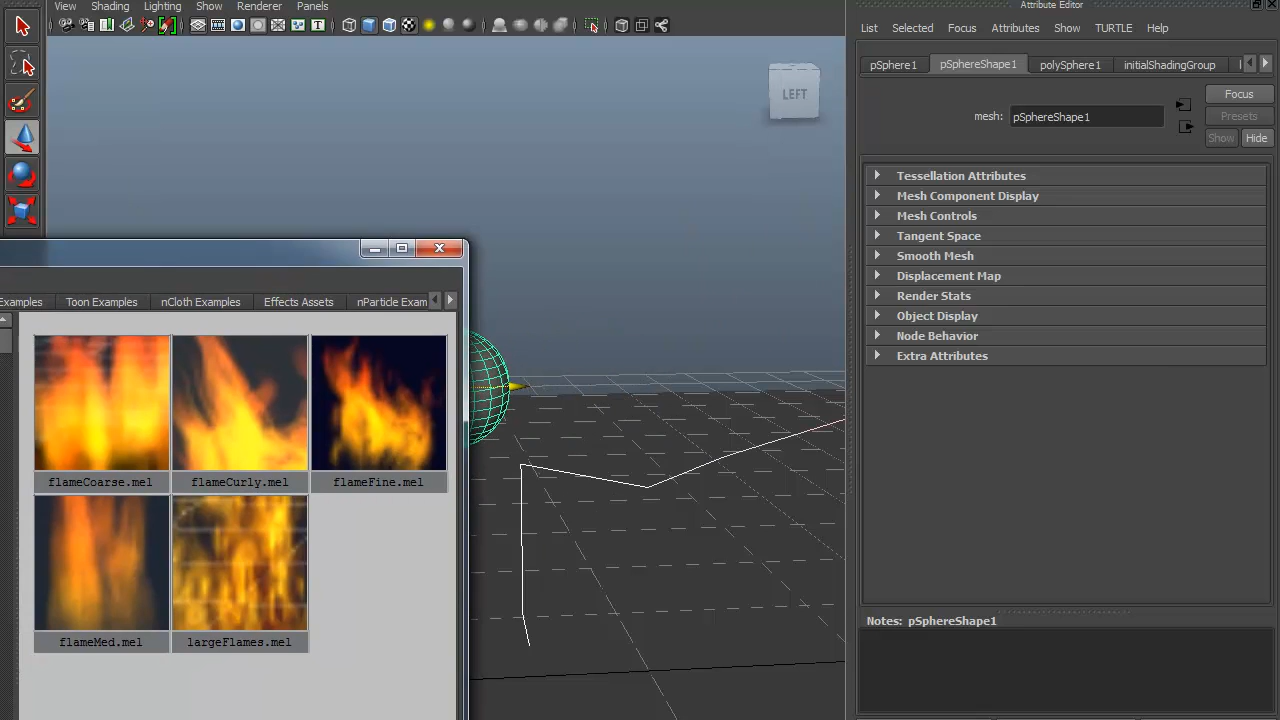 View Shading Lighting Show Renderer Panels
LEFT
Examples Toon Examples nCloth Examples Effects Assets nParticle Exam
flameCoarse.mel flameCurly.mel flameFine.mel
flameMed.mel largeFlames.mel
Attribute Editor
List Selected Focus Attributes Show TURTLE Help
pSphere1 pSphereShape1 polySphere1 initialShadingGroup
Focus
mesh: pSphereShape1
Presets
Show Hide
Tessellation Attributes
Mesh Component Display
Mesh Controls
Tangent Space
Smooth Mesh
Displacement Map
Render Stats
Object Display
Node Behavior
Extra Attributes
Notes: pSphereShape1